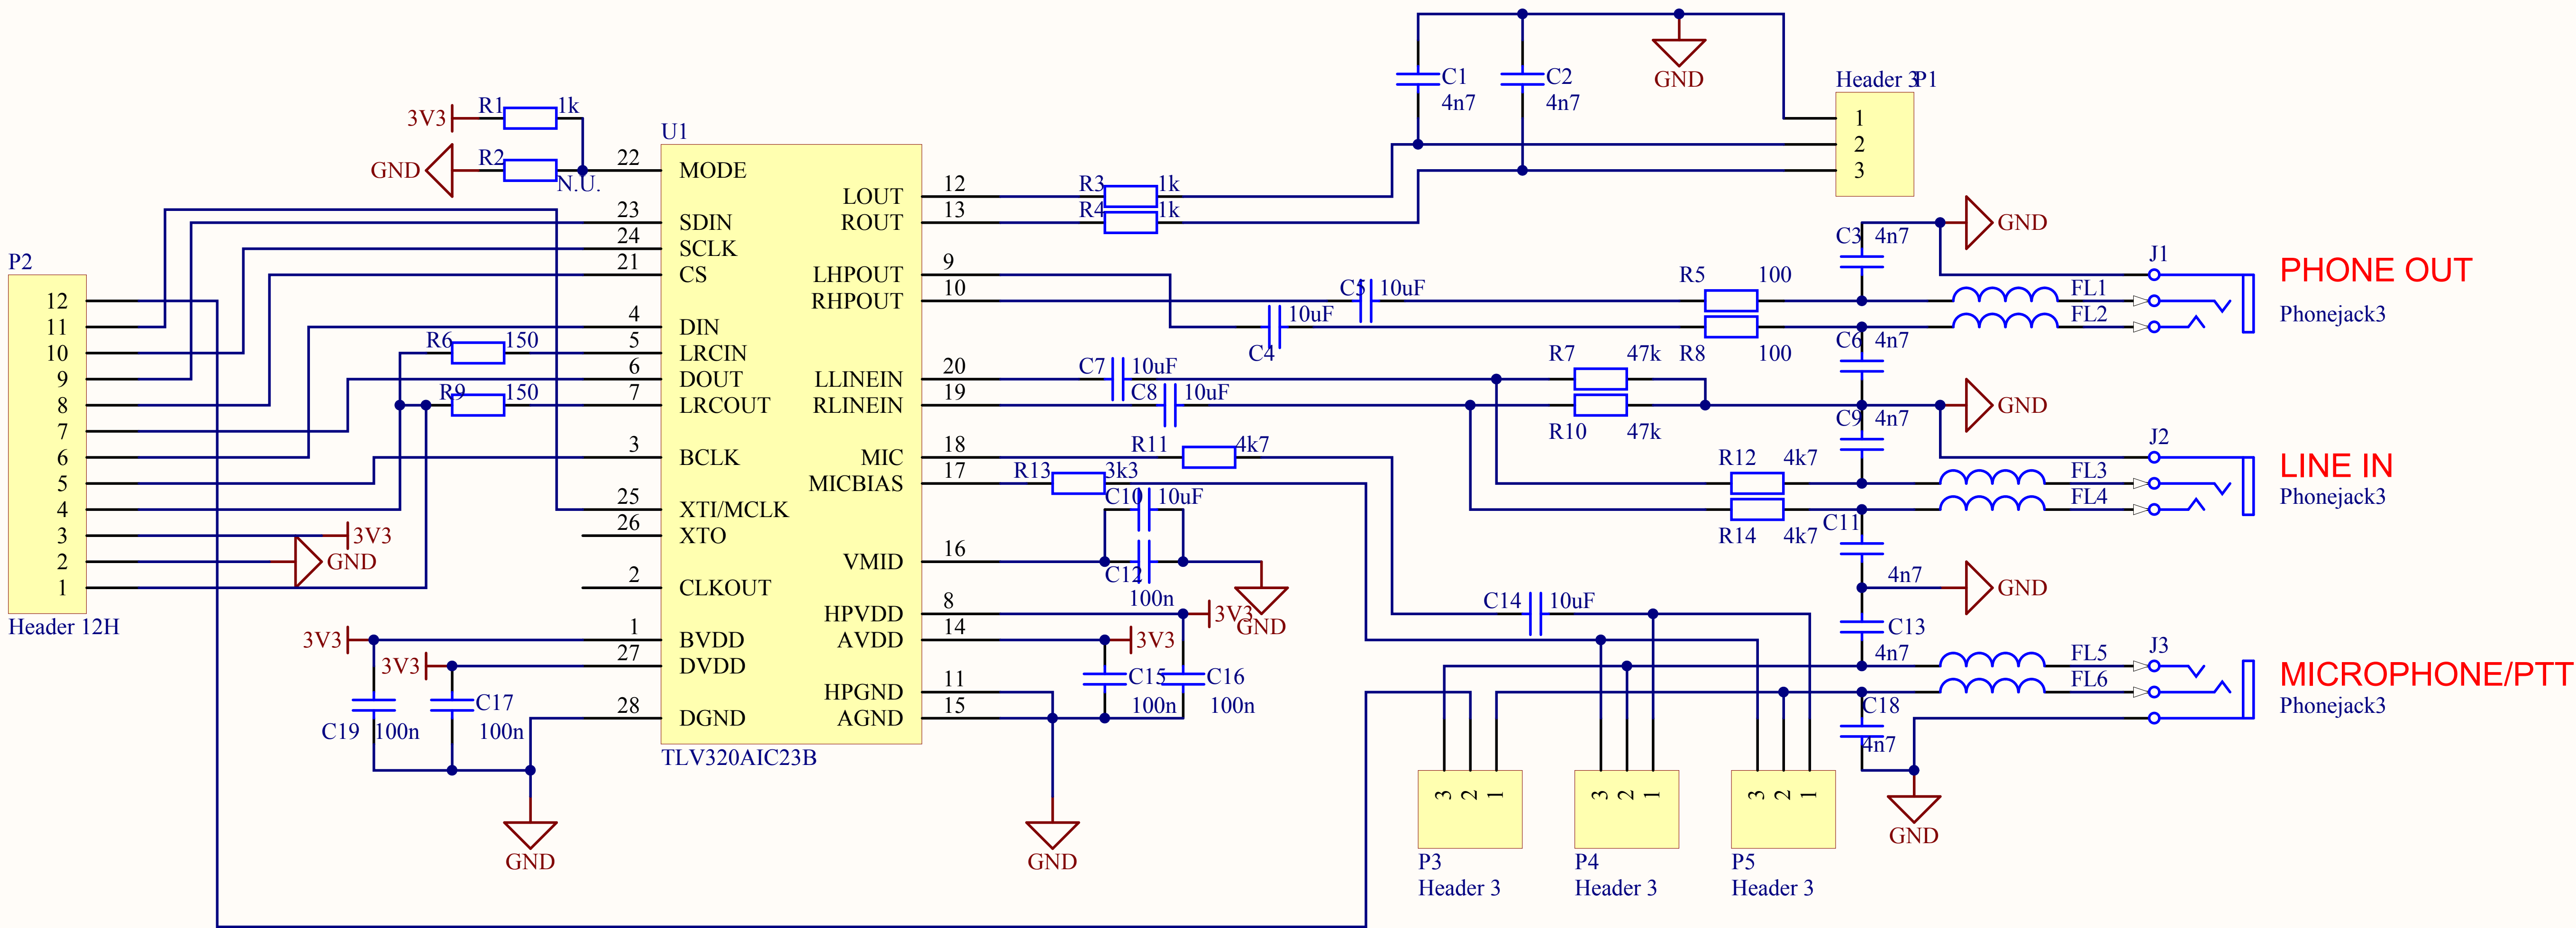 C1
4n7
C2
4n7
GND
Header 3 P1
1
2
3
3V3
R1 1k
GND
R2
N.U.
U1
22 MODE
23 SDIN
24 SCLK
21 CS
4 DIN
5 LRCIN
6 DOUT
7 LRCOUT
3 BCLK
25 XTI/MCLK
26 XTO
2 CLKOUT
1 BVDD
27 DVDD
28 DGND
LOUT 12
ROUT 13
LHPOUT 9
RHPOUT 10
LLINEIN 20
RLINEIN 19
MIC 18
MICBIAS 17
VMID 16
HPVDD 8
AVDD 14
HPGND 11
AGND 15
TLV320AIC23B
P2
12
11
10
9
8
7
6
5
4
3
2
1
Header 12H
R6 150
R9 150
3V3
GND
3V3
3V3
C19 100n
C17
100n
GND
R3 1k
R4 1k
C5 10uF
10uF
C4
C7 10uF
C8 10uF
R11 4k7
R13 3k3
C10 10uF
C12
100n
GND
3V3
3V3
C15
100n
C16
100n
GND
R5 100
R8 100
R7 47k
R10 47k
R12 4k7
R14 4k7
C14 10uF
C3 4n7
GND
C6 4n7
C9 4n7
GND
C11
4n7
GND
C13
4n7
C18
4n7
GND
FL1
FL2
J1
PHONE OUT
Phonejack3
FL3
FL4
J2
LINE IN
Phonejack3
FL5
FL6
J3
MICROPHONE/PTT
Phonejack3
3 2 1
P3
Header 3
3 2 1
P4
Header 3
3 2 1
P5
Header 3